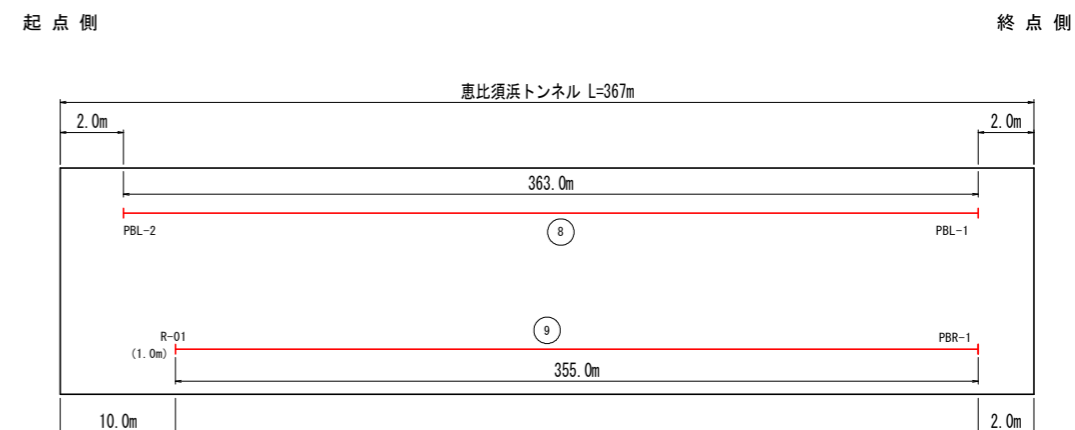 起点側 終点側
恵比須浜トンネル L=367m
2.0m 2.0m
363.0m
PBL-2 8 PBL-1
R-01 9 PBR-1
(1.0m)
355.0m
10.0m 2.0m